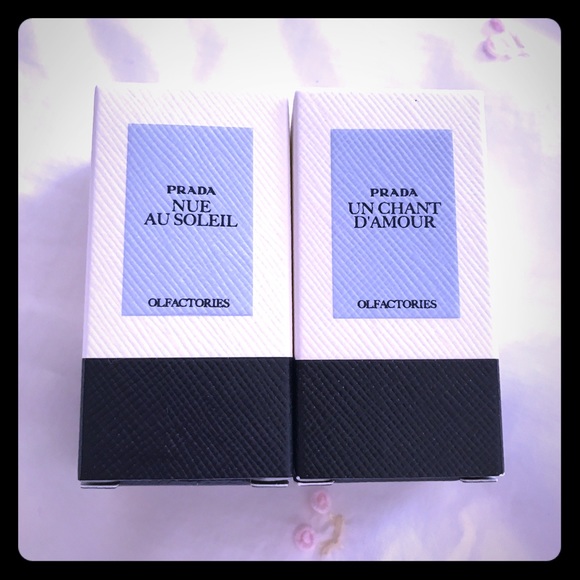 PRADA
NUE
AU SOLEIL
OLFACTORIES
PRADA
UN CHANT
D'AMOUR
OLFACTORIES